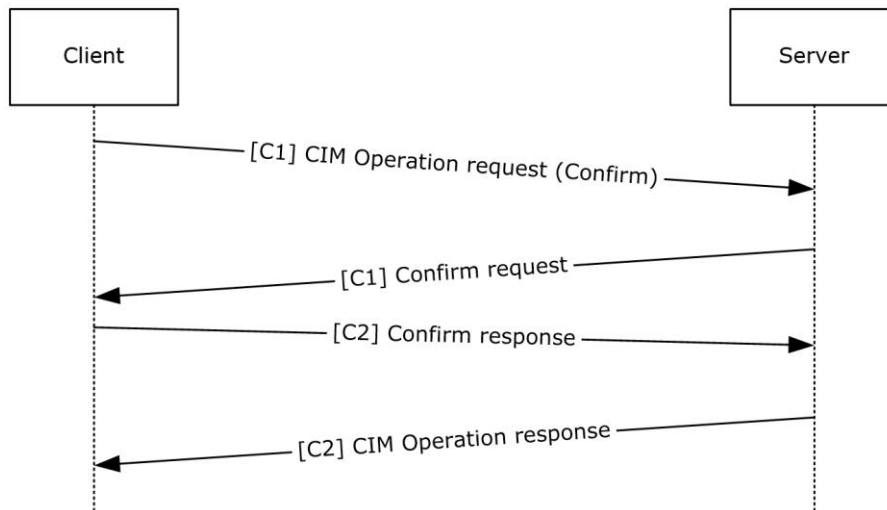 Client
Server
[C1] CIM Operation request (Confirm)
[C1] Confirm request
[C2] Confirm response
[C2] CIM Operation response